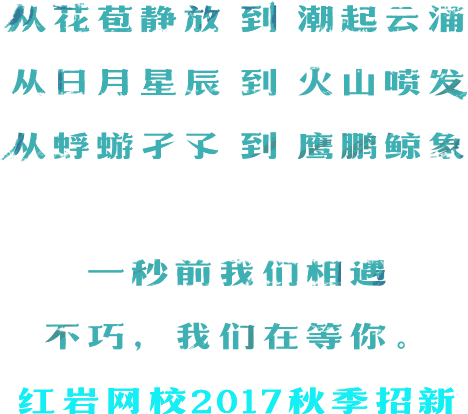 从花苞静放 到 潮起云涌
从日月星辰 到 火山喷发
从蜉蝣孑孓 到 鹰鹏鲸象
一秒前我们相遇
不巧，我们在等你。
红岩网校2017秋季招新